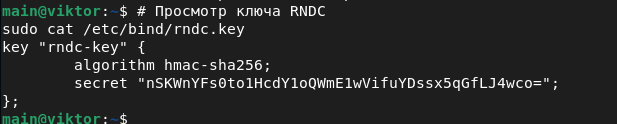 main@viktor:~$ # Просмотр ключа RNDC
sudo cat /etc/bind/rndc.key
key "rndc-key" {
        algorithm hmac-sha256;
        secret "nSKWnYFs0to1HcdY1oQWmE1wVifuYDssx5qGfLJ4wco=";
};
main@viktor:~$